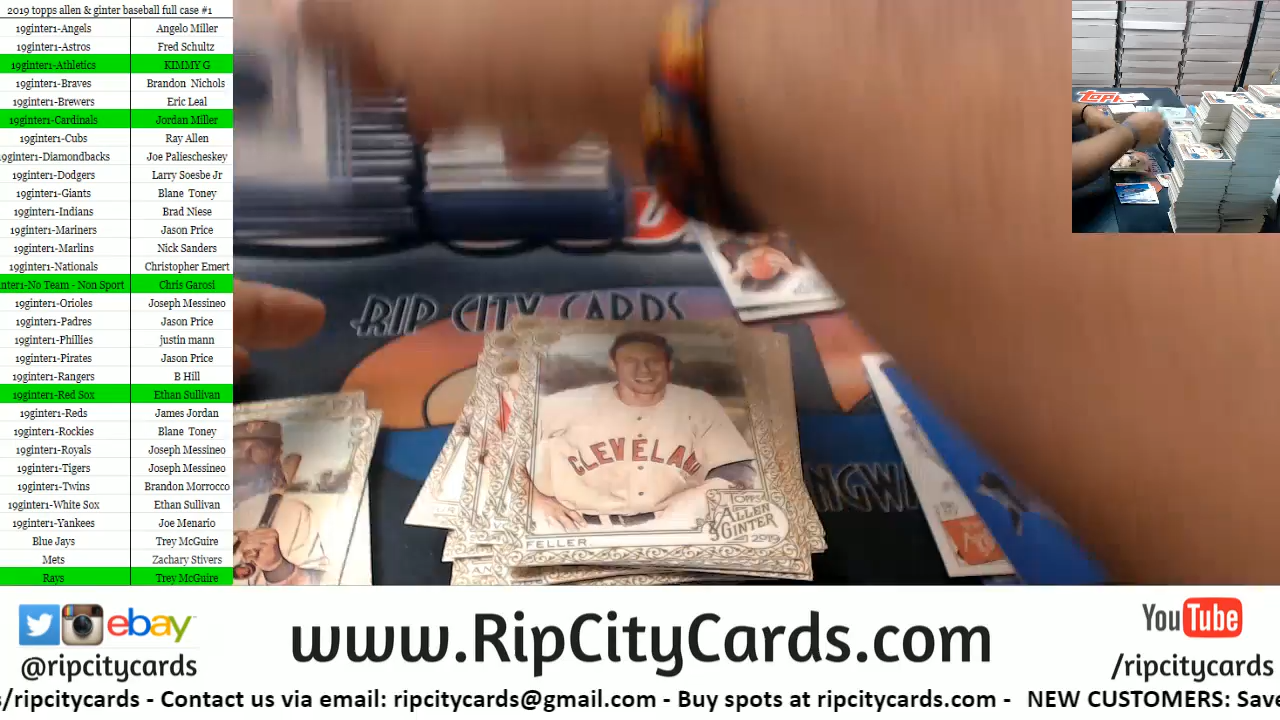 2019 topps allen & ginter baseball full case #1
19ginter1-Angels Angelo Miller
19ginter1-Astros Fred Schultz
19ginter1-Athletics KIMMY G
19ginter1-Braves Brandon Nichols
19ginter1-Brewers Eric Leal
19ginter1-Cardinals Jordan Miller
19ginter1-Cubs Ray Allen
9ginter1-Diamondbacks Joe Paliescheskey
19ginter1-Dodgers Larry Soesbe Jr
19ginter1-Giants Blane Toney
19ginter1-Indians Brad Niese
19ginter1-Mariners Jason Price
19ginter1-Marlins Nick Sanders
19ginter1-Nationals Christopher Emert
inter1-No Team - Non Sport Chris Garosi
19ginter1-Orioles Joseph Messineo
19ginter1-Padres Jason Price
19ginter1-Phillies justin mann
19ginter1-Pirates Jason Price
19ginter1-Rangers B Hill
19ginter1-Red Sox Ethan Sullivan
19ginter1-Reds James Jordan
19ginter1-Rockies Blane Toney
19ginter1-Royals Joseph Messineo
19ginter1-Tigers Joseph Messineo
19ginter1-Twins Brandon Morrocco
19ginter1-White Sox Ethan Sullivan
19ginter1-Yankees Joe Menario
Blue Jays Trey McGuire
Mets Zachary Stivers
Rays Trey McGuire
RIP CITY CARDS
CLEVELAN
TOPPS
ALLEN
& GINTER
2019
FELLER
NGW
Topps
ebay
@ripcitycards
www.RipCityCards.com
YouTube
/ripcitycards
s/ripcitycards - Contact us via email: ripcitycards@gmail.com - Buy spots at ripcitycards.com - NEW CUSTOMERS: Save